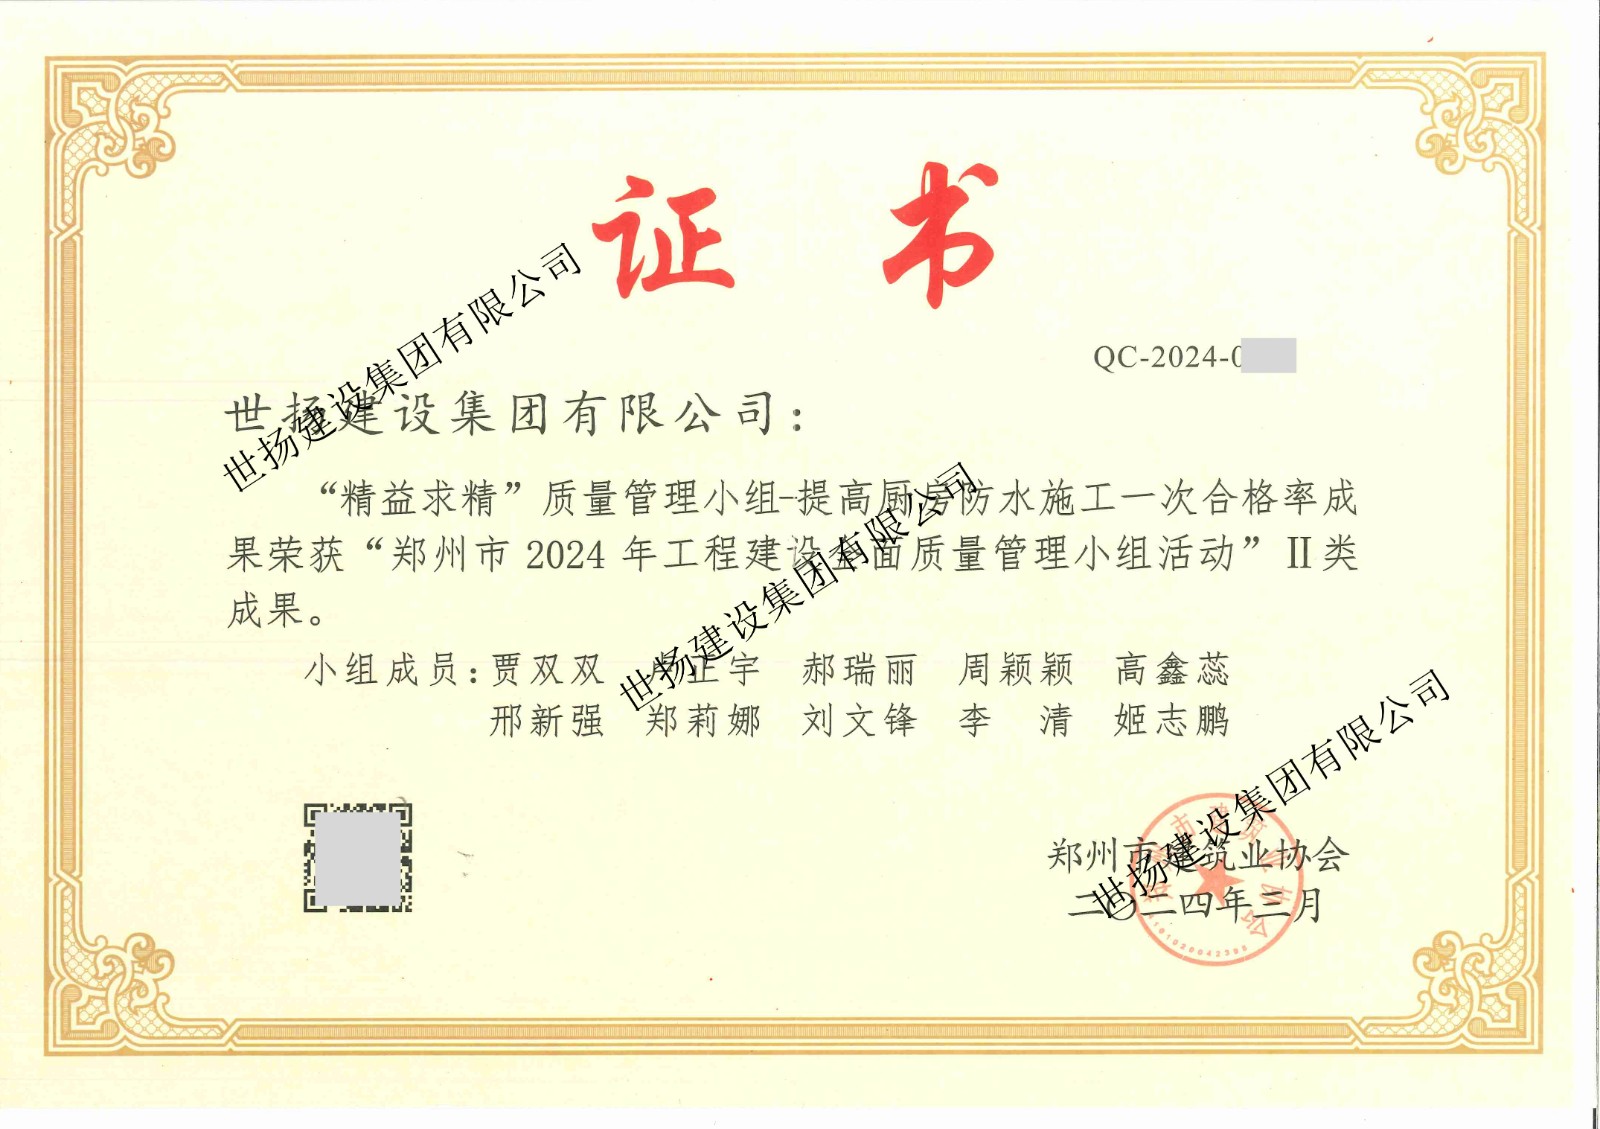 证书
QC-2024-0
世扬建设集团有限公司：
“精益求精”质量管理小组-提高厨房防水施工一次合格率成
果荣获“郑州市 2024 年工程建设全面质量管理小组活动”Ⅱ类
成果。
小组成员：贾双双 正宇 郝瑞丽 周颖颖 高鑫蕊
邢新强 郑莉娜 刘文锋 李 清 姬志鹏
郑州市建筑业协会
二〇二四年三月
世扬建设集团有限公司
世扬建设集团有限公司
世扬建设集团有限公司